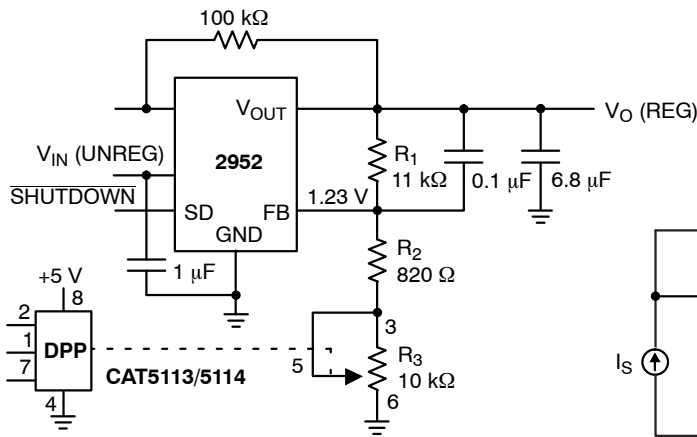 100 kΩ
V_OUT
V_O (REG)
V_IN (UNREG)
2952
R_1
11 kΩ
0.1 μF
6.8 μF
SHUTDOWN
1.23 V
SD
FB
GND
R_2
820 Ω
1 μF
+5 V
8
2
3
1
DPP
5
R_3
10 kΩ
7
CAT5113/5114
6
4
I_S